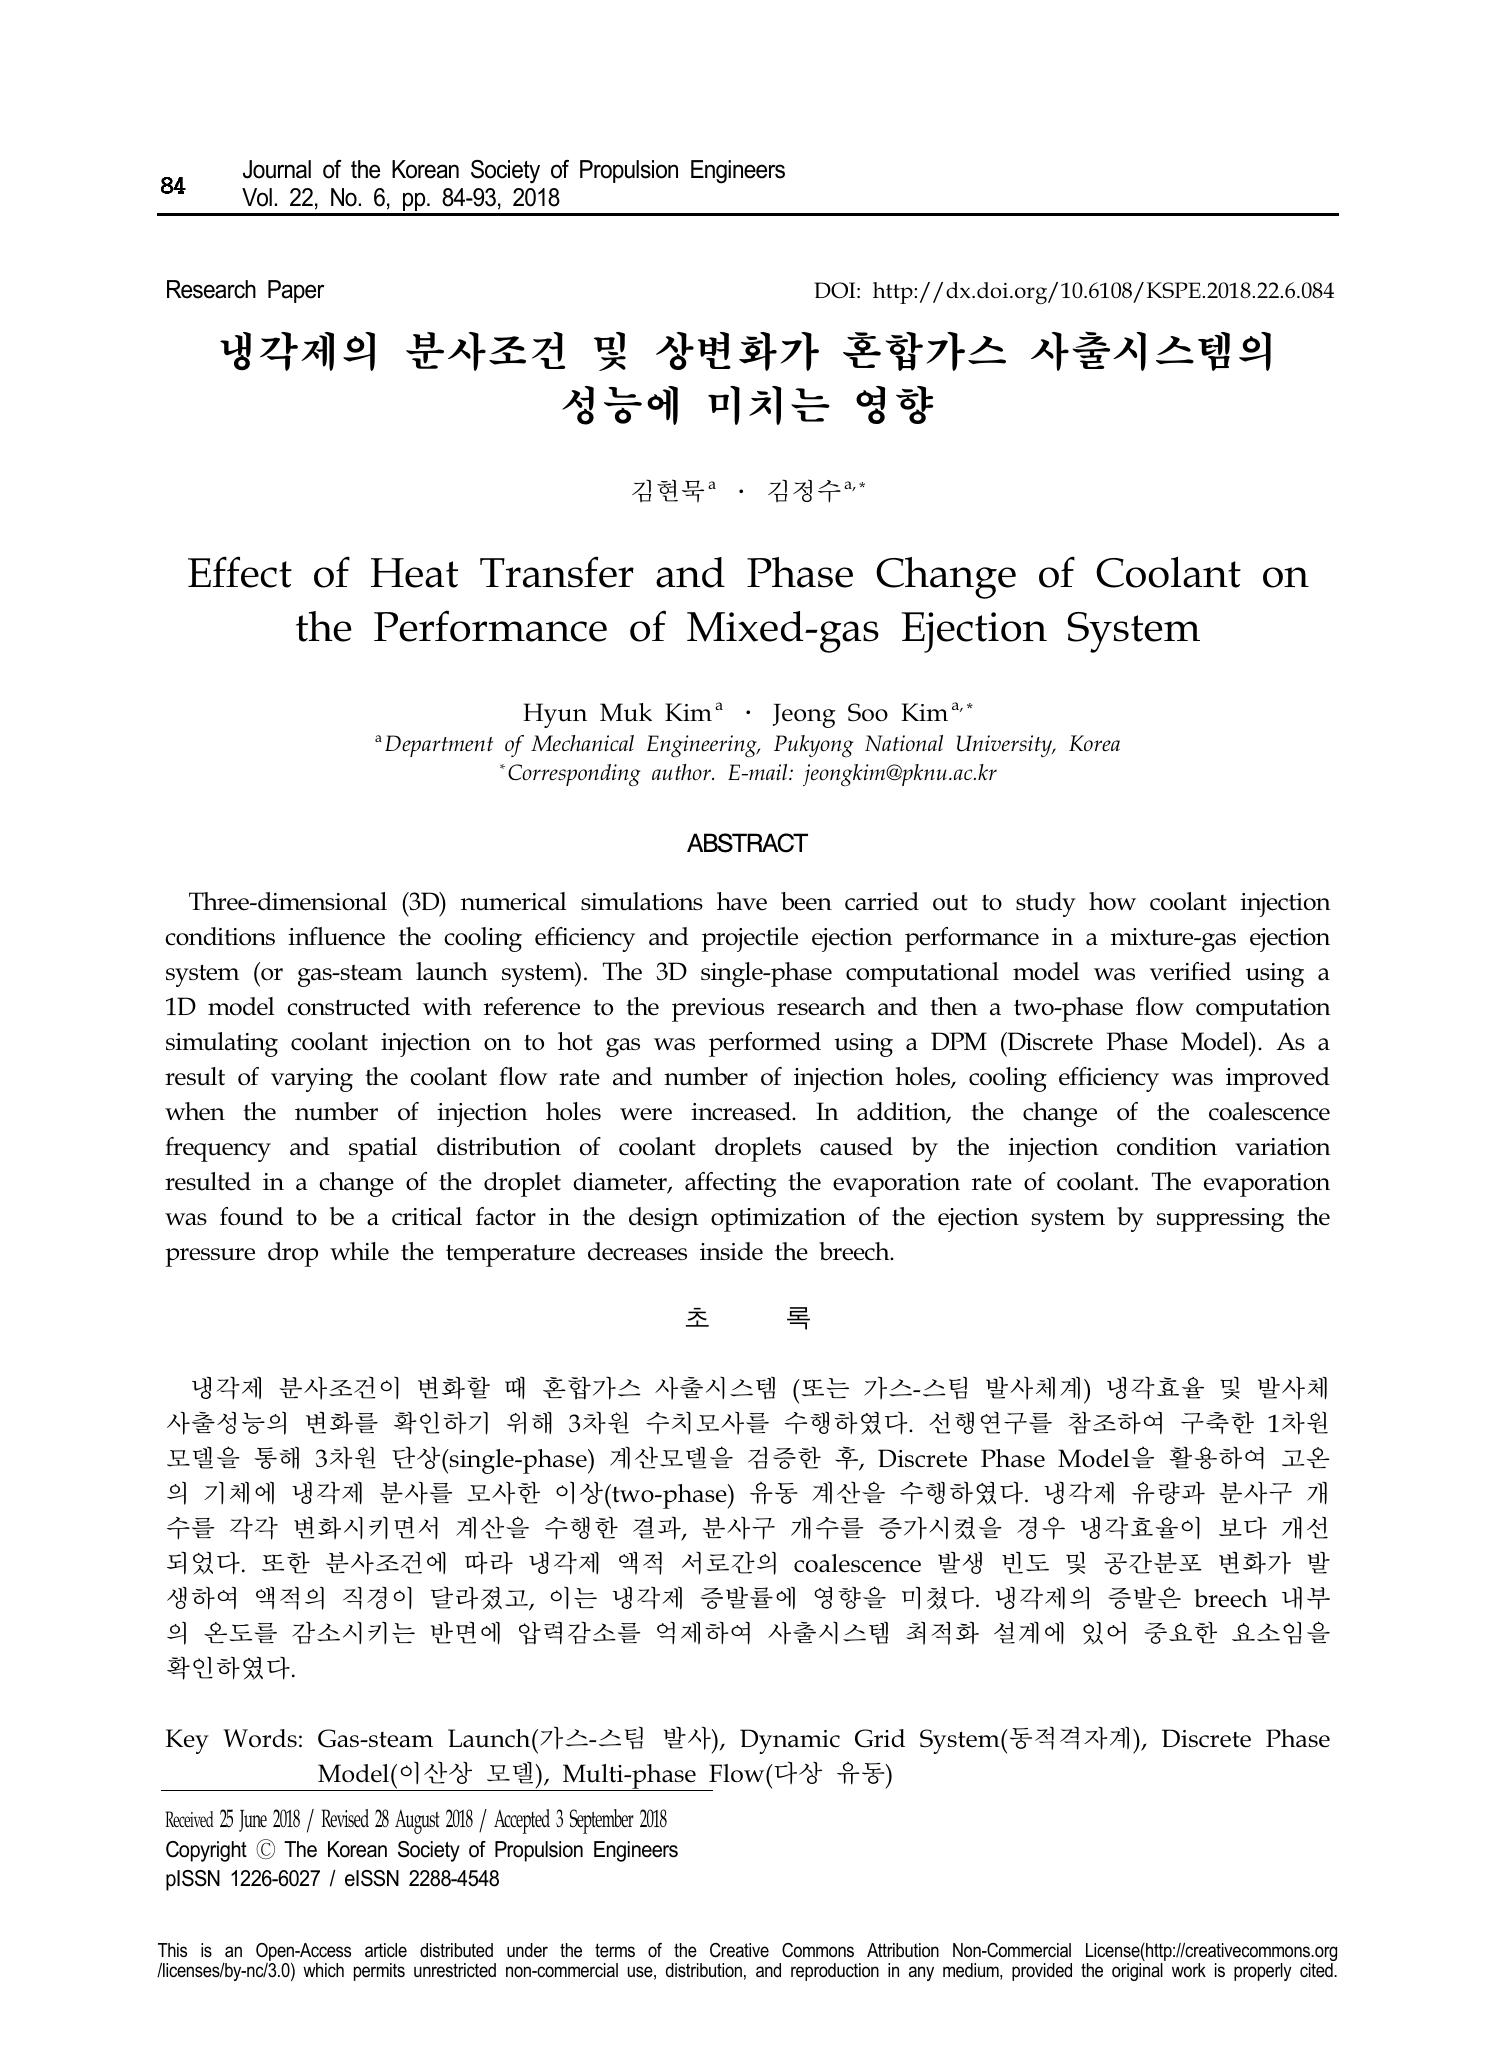 84
Journal of the Korean Society of Propulsion Engineers
Vol. 22, No. 6, pp. 84-93, 2018
Research Paper
DOI: http://dx.doi.org/10.6108/KSPE.2018.22.6.084
냉각제의 분사조건 및 상변화가 혼합가스 사출시스템의
성능에 미치는 영향
김현묵ᵃ · 김정수ᵃ,*
Effect of Heat Transfer and Phase Change of Coolant on
the Performance of Mixed-gas Ejection System
Hyun Muk Kimᵃ · Jeong Soo Kimᵃ,*
ᵃDepartment of Mechanical Engineering, Pukyong National University, Korea
*Corresponding author. E-mail: jeongkim@pknu.ac.kr
ABSTRACT
Three-dimensional (3D) numerical simulations have been carried out to study how coolant injection
conditions influence the cooling efficiency and projectile ejection performance in a mixture-gas ejection
system (or gas-steam launch system). The 3D single-phase computational model was verified using a
1D model constructed with reference to the previous research and then a two-phase flow computation
simulating coolant injection on to hot gas was performed using a DPM (Discrete Phase Model). As a
result of varying the coolant flow rate and number of injection holes, cooling efficiency was improved
when the number of injection holes were increased. In addition, the change of the coalescence
frequency and spatial distribution of coolant droplets caused by the injection condition variation
resulted in a change of the droplet diameter, affecting the evaporation rate of coolant. The evaporation
was found to be a critical factor in the design optimization of the ejection system by suppressing the
pressure drop while the temperature decreases inside the breech.
초 록
냉각제 분사조건이 변화할 때 혼합가스 사출시스템 (또는 가스-스팀 발사체계) 냉각효율 및 발사체
사출성능의 변화를 확인하기 위해 3차원 수치모사를 수행하였다. 선행연구를 참조하여 구축한 1차원
모델을 통해 3차원 단상(single-phase) 계산모델을 검증한 후, Discrete Phase Model을 활용하여 고온
의 기체에 냉각제 분사를 모사한 이상(two-phase) 유동 계산을 수행하였다. 냉각제 유량과 분사구 개
수를 각각 변화시키면서 계산을 수행한 결과, 분사구 개수를 증가시켰을 경우 냉각효율이 보다 개선
되었다. 또한 분사조건에 따라 냉각제 액적 서로간의 coalescence 발생 빈도 및 공간분포 변화가 발
생하여 액적의 직경이 달라졌고, 이는 냉각제 증발률에 영향을 미쳤다. 냉각제의 증발은 breech 내부
의 온도를 감소시키는 반면에 압력감소를 억제하여 사출시스템 최적화 설계에 있어 중요한 요소임을
확인하였다.
Key Words: Gas-steam Launch(가스-스팀 발사), Dynamic Grid System(동적격자계), Discrete Phase
Model(이산상 모델), Multi-phase Flow(다상 유동)
Received 25 June 2018 / Revised 28 August 2018 / Accepted 3 September 2018
Copyright Ⓒ The Korean Society of Propulsion Engineers
pISSN 1226-6027 / eISSN 2288-4548
This is an Open-Access article distributed under the terms of the Creative Commons Attribution Non-Commercial License(http://creativecommons.org
/licenses/by-nc/3.0) which permits unrestricted non-commercial use, distribution, and reproduction in any medium, provided the original work is properly cited.